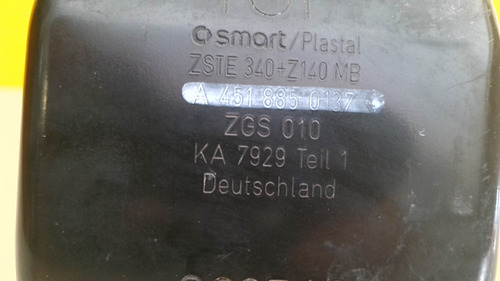 smart/Plastal
ZSTE 340+Z140 MB
A 451 885 0137
ZGS 010
KA 7929 Teil 1
Deutschland